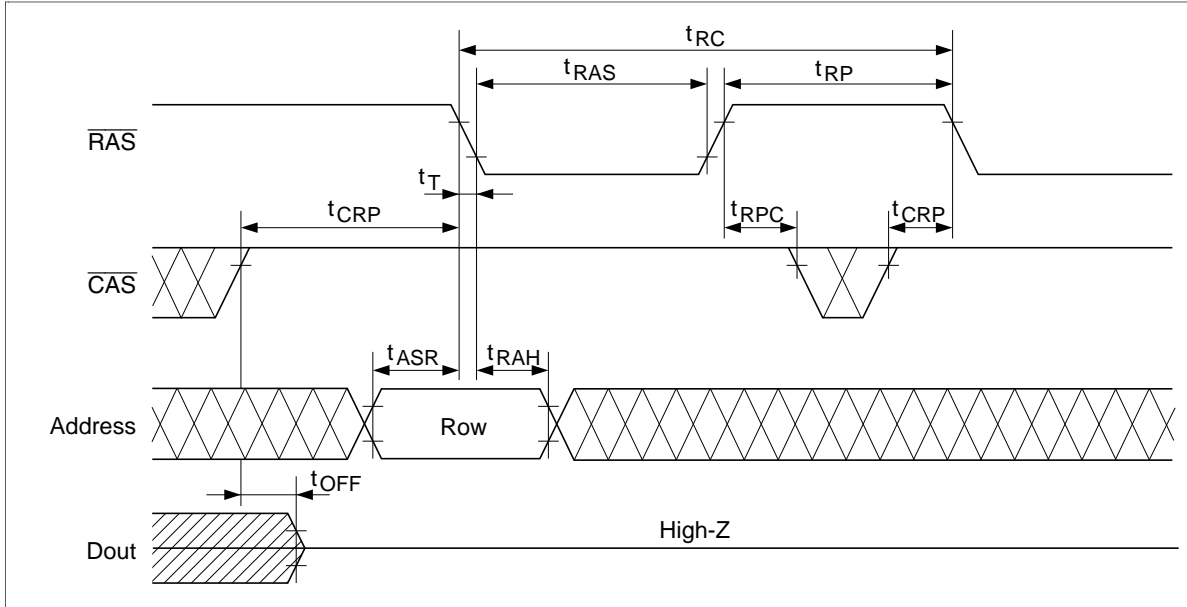 tRC
tRAS
tRP
RAS
tT
tCRP
tRPC
tCRP
CAS
tASR
tRAH
Address
Row
tOFF
High-Z
Dout